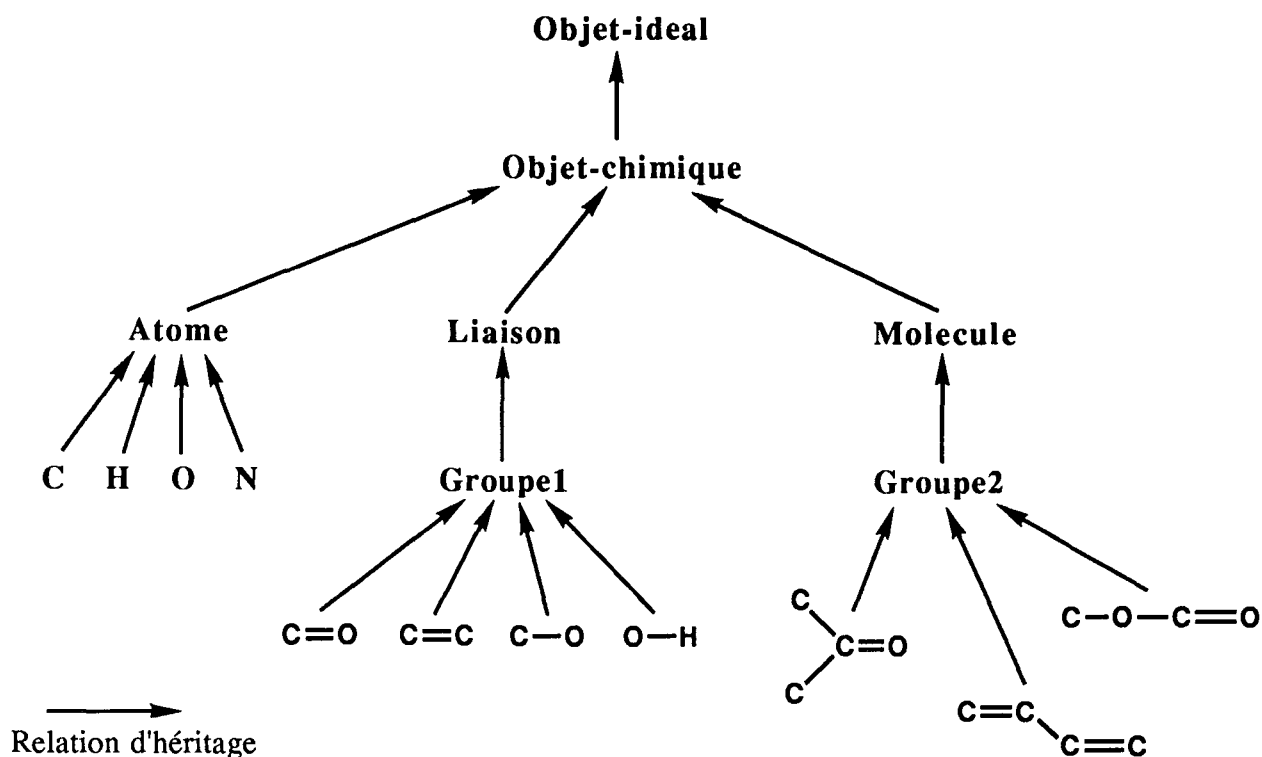 Objet-ideal
Objet-chimique
Atome
Liaison
Molecule
C H O N
Groupe1
Groupe2
C=O C=C C-O O-H
C
C=O
C
C-O-C=O
C=C
C=C
Relation d'héritage